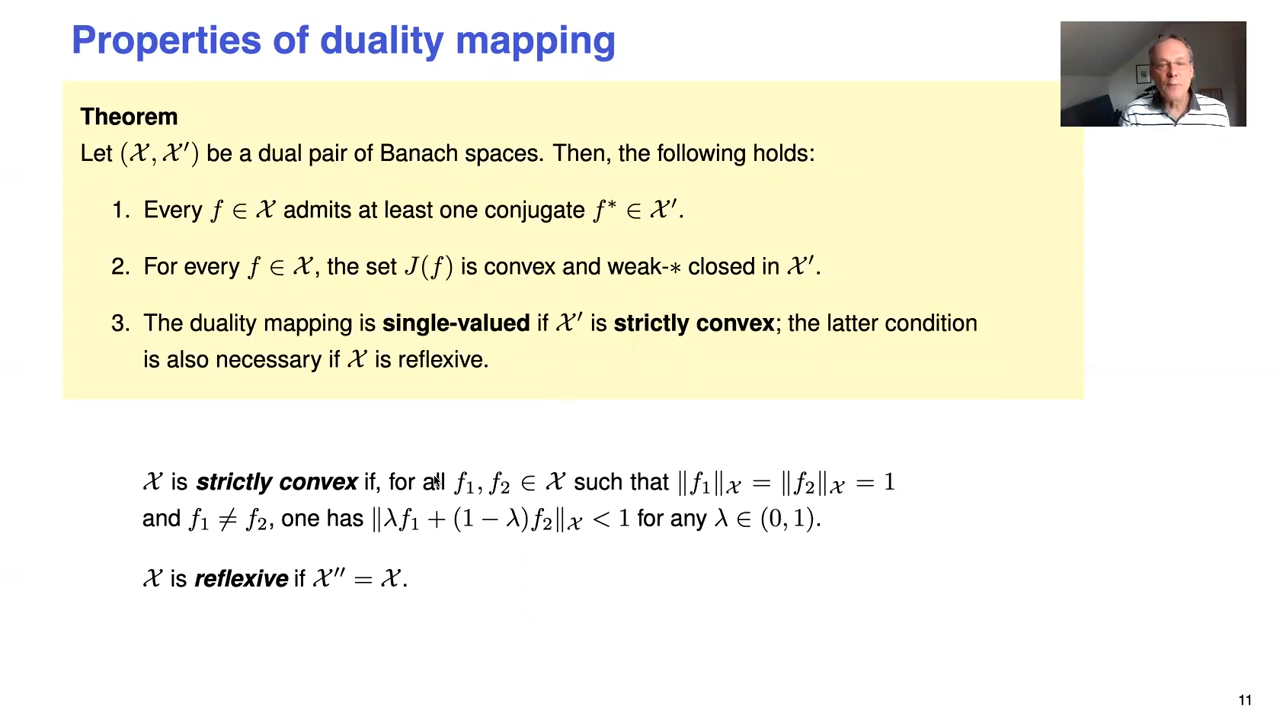 Properties of duality mapping
Theorem
Let (𝒳, 𝒳′) be a dual pair of Banach spaces. Then, the following holds:
1. Every f ∈ 𝒳 admits at least one conjugate f* ∈ 𝒳′.
2. For every f ∈ 𝒳, the set J(f) is convex and weak-∗ closed in 𝒳′.
3. The duality mapping is single-valued if 𝒳′ is strictly convex; the latter condition
is also necessary if 𝒳 is reflexive.
𝒳 is strictly convex if, for all f₁, f₂ ∈ 𝒳 such that ‖f₁‖_𝒳 = ‖f₂‖_𝒳 = 1
and f₁ ≠ f₂, one has ‖λf₁ + (1 − λ)f₂‖_𝒳 < 1 for any λ ∈ (0, 1).
𝒳 is reflexive if 𝒳″ = 𝒳.
11